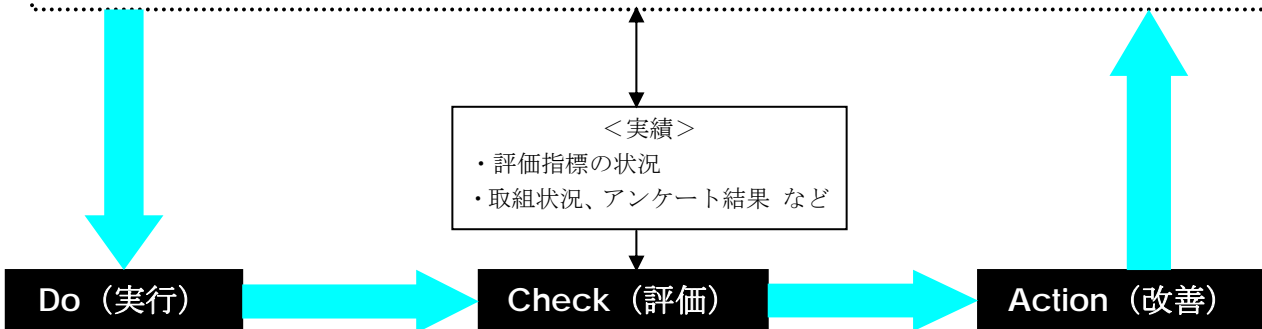 ＜実績＞
・評価指標の状況
・取組状況、アンケート結果 など
Do（実行）
Check（評価）
Action（改善）